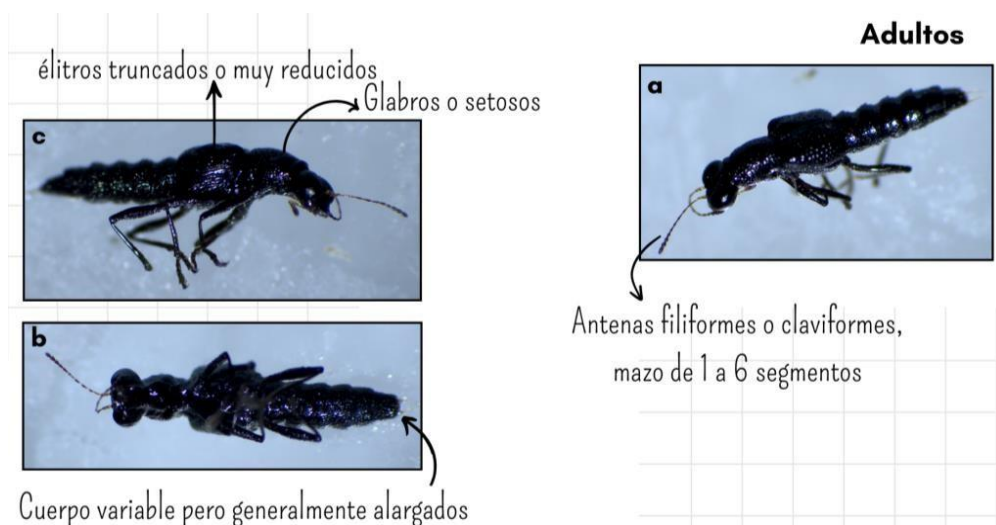 Adultos
élitros truncados o muy reducidos
Glabros o setosos
c
a
Antenas filiformes o claviformes,
mazo de 1 a 6 segmentos
b
Cuerpo variable pero generalmente alargados